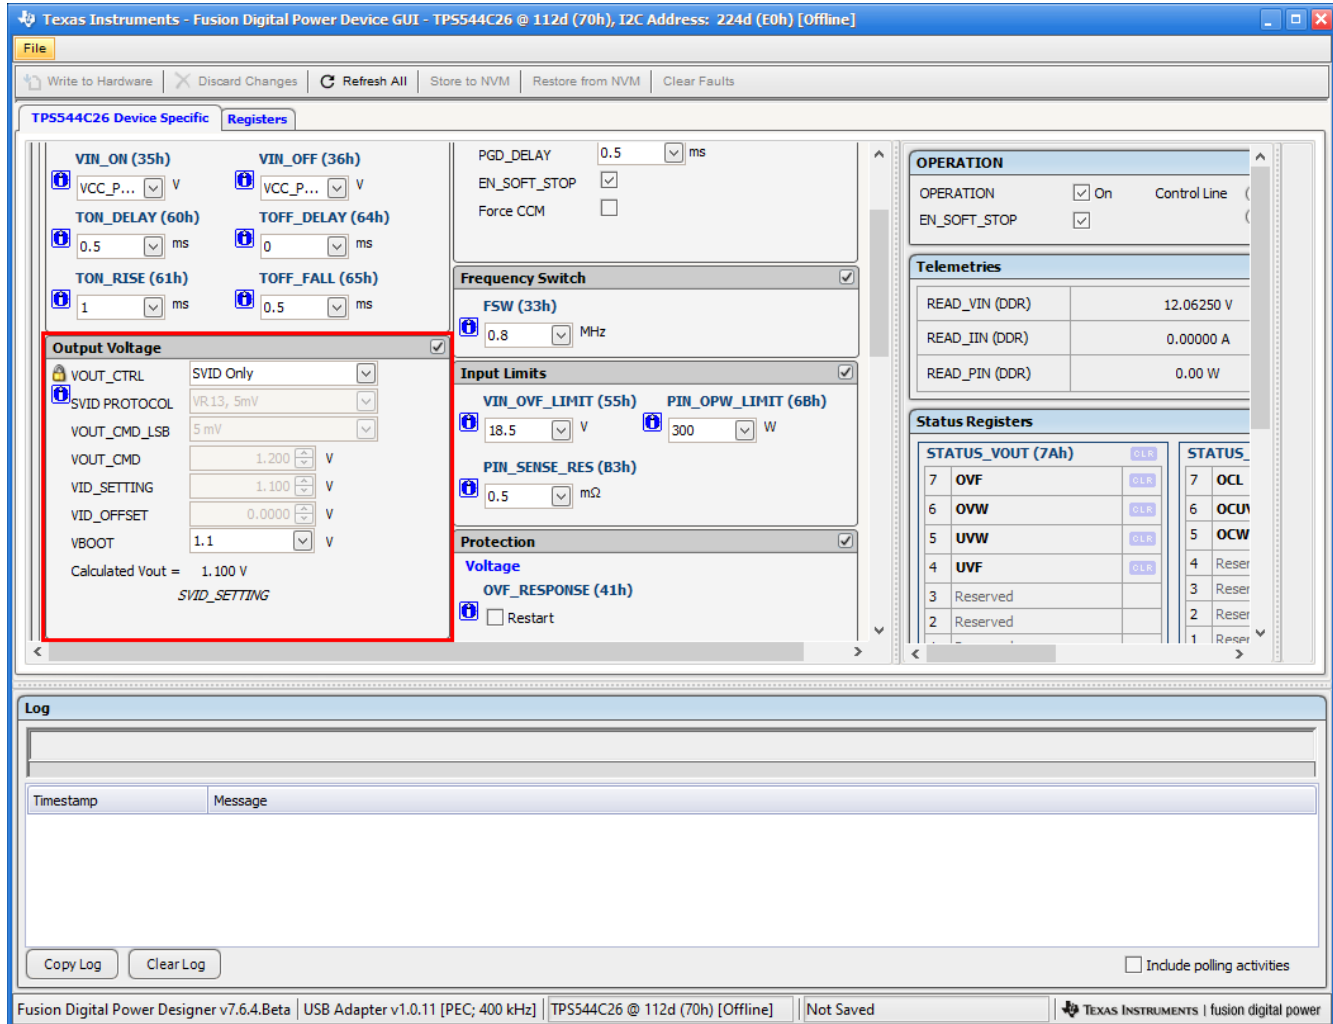 Texas Instruments - Fusion Digital Power Device GUI - TPS544C26 @ 112d (70h), I2C Address: 224d (E0h) [Offline]
File
Write to Hardware Discard Changes Refresh All Store to NVM Restore from NVM Clear Faults
TPS544C26 Device Specific Registers
VIN_ON (35h) VIN_OFF (36h)
VCC_P... V VCC_P... V
TON_DELAY (60h) TOFF_DELAY (64h)
0.5 ms 0 ms
TON_RISE (61h) TOFF_FALL (65h)
1 ms 0.5 ms
Output Voltage
VOUT_CTRL SVID Only
SVID PROTOCOL VR13, 5mV
VOUT_CMD_LSB 5 mV
VOUT_CMD 1.200 V
VID_SETTING 1.100 V
VID_OFFSET 0.0000 V
VBOOT 1.1 V
Calculated Vout = 1.100 V
SVID_SETTING
PGD_DELAY 0.5 ms
EN_SOFT_STOP
Force CCM
Frequency Switch
FSW (33h)
0.8 MHz
Input Limits
VIN_OVF_LIMIT (55h) PIN_OPW_LIMIT (6Bh)
18.5 V 300 W
PIN_SENSE_RES (B3h)
0.5 mΩ
Protection
Voltage
OVF_RESPONSE (41h)
Restart
OPERATION
OPERATION On Control Line (
EN_SOFT_STOP (
Telemetries
READ_VIN (DDR) 12.06250 V
READ_IIN (DDR) 0.00000 A
READ_PIN (DDR) 0.00 W
Status Registers
STATUS_VOUT (7Ah) CLR STATUS_
7 OVF CLR 7 OCL
6 OVW CLR 6 OCUV
5 UVW CLR 5 OCW
4 UVF CLR 4 Reser
3 Reserved 3 Reser
2 Reserved 2 Reser
1 Reser
Log
Timestamp Message
Copy Log Clear Log Include polling activities
Fusion Digital Power Designer v7.6.4.Beta USB Adapter v1.0.11 [PEC; 400 kHz] TPS544C26 @ 112d (70h) [Offline] Not Saved TEXAS INSTRUMENTS | fusion digital power